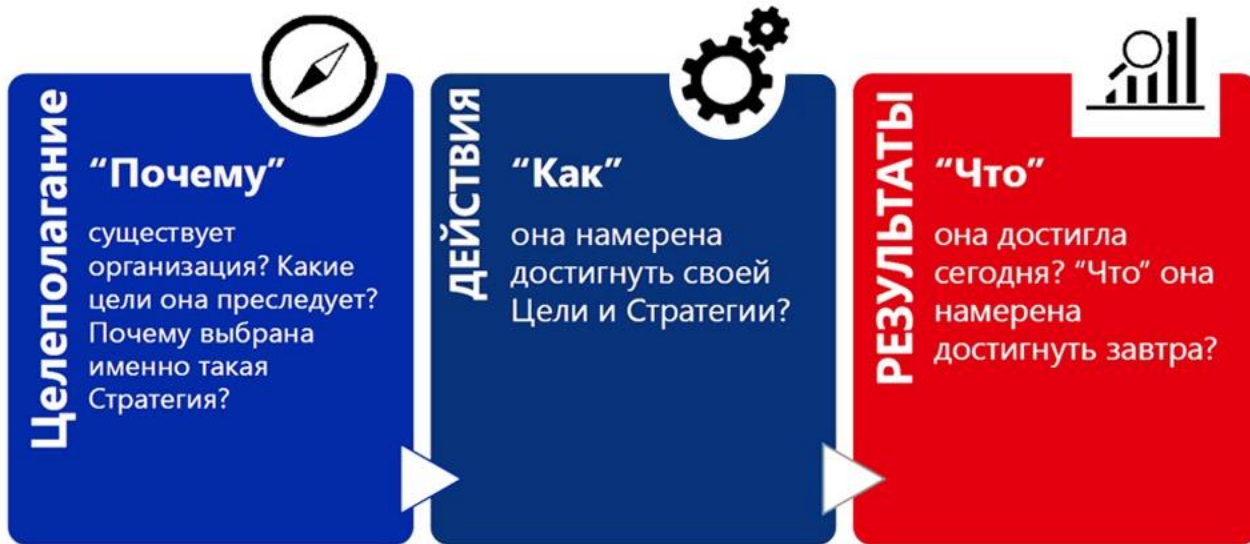 Целеполагание
“Почему”
существует
организация? Какие
цели она преследует?
Почему выбрана
именно такая
Стратегия?
ДЕЙСТВИЯ
“Как”
она намерена
достигнуть своей
Цели и Стратегии?
РЕЗУЛЬТАТЫ
“Что”
она достигла
сегодня? “Что” она
намерена
достигнуть завтра?